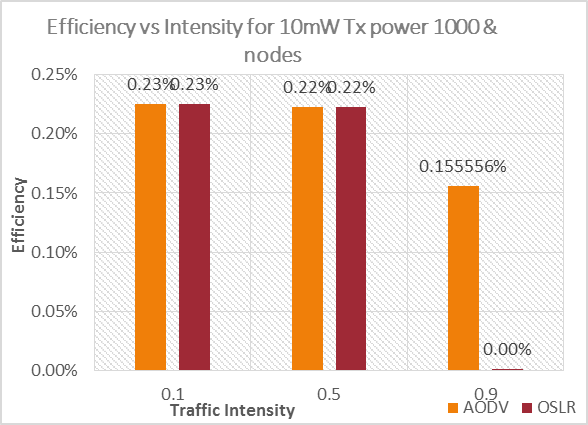 Efficiency vs Intensity for 10mW Tx power 1000 &
nodes
0.25%
0.20%
0.15%
0.10%
0.05%
0.00%
Efficiency
0.23% 0.23%
0.22% 0.22%
0.155556%
0.00%
0.1 0.5 0.9
Traffic Intensity
AODV OSLR